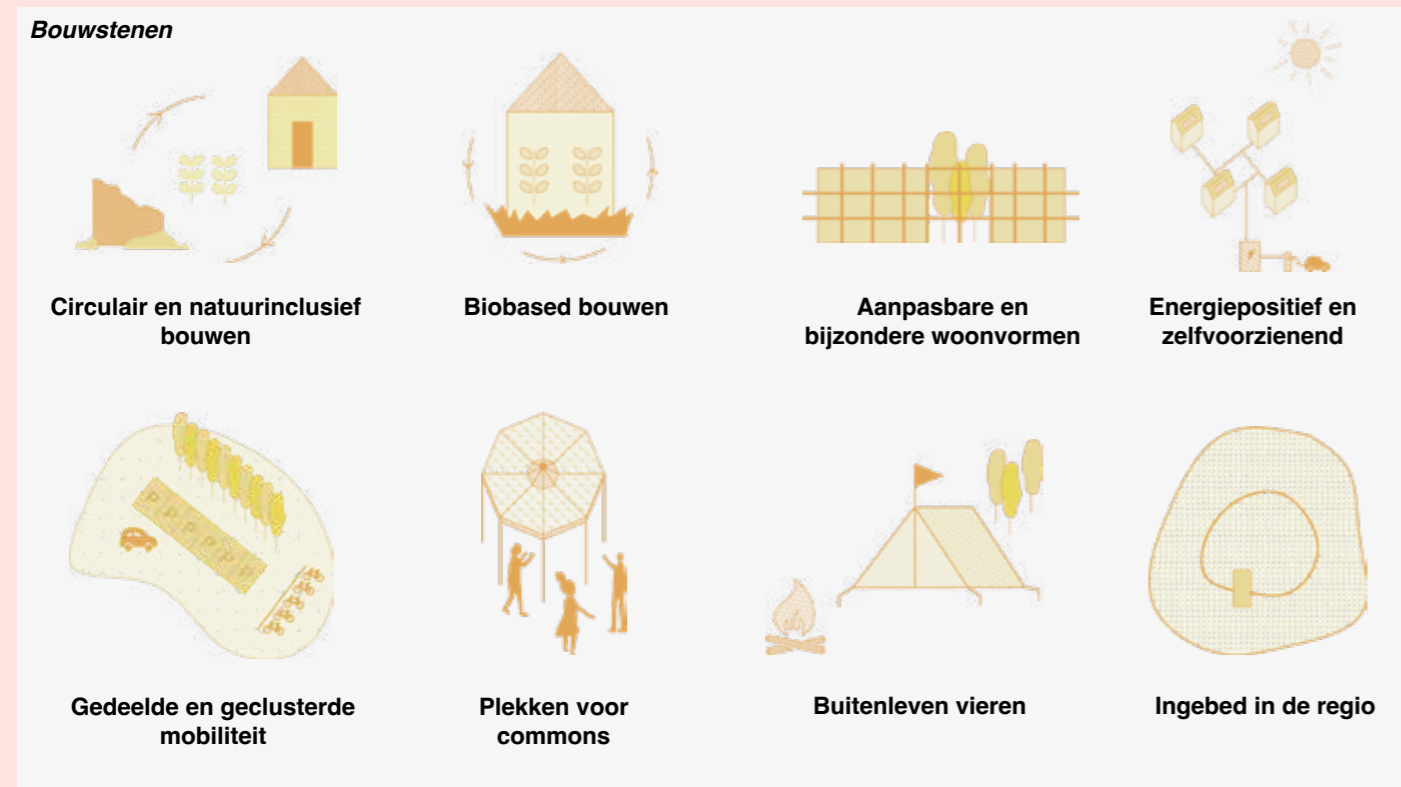 Bouwstenen
Circulair en natuurinclusief
bouwen
Biobased bouwen
Aanpasbare en
bijzondere woonvormen
Energiepositief en
zelfvoorzienend
P P P P P P
Gedeelde en geclusterde
mobiliteit
Plekken voor
commons
Buitenleven vieren
Ingebed in de regio